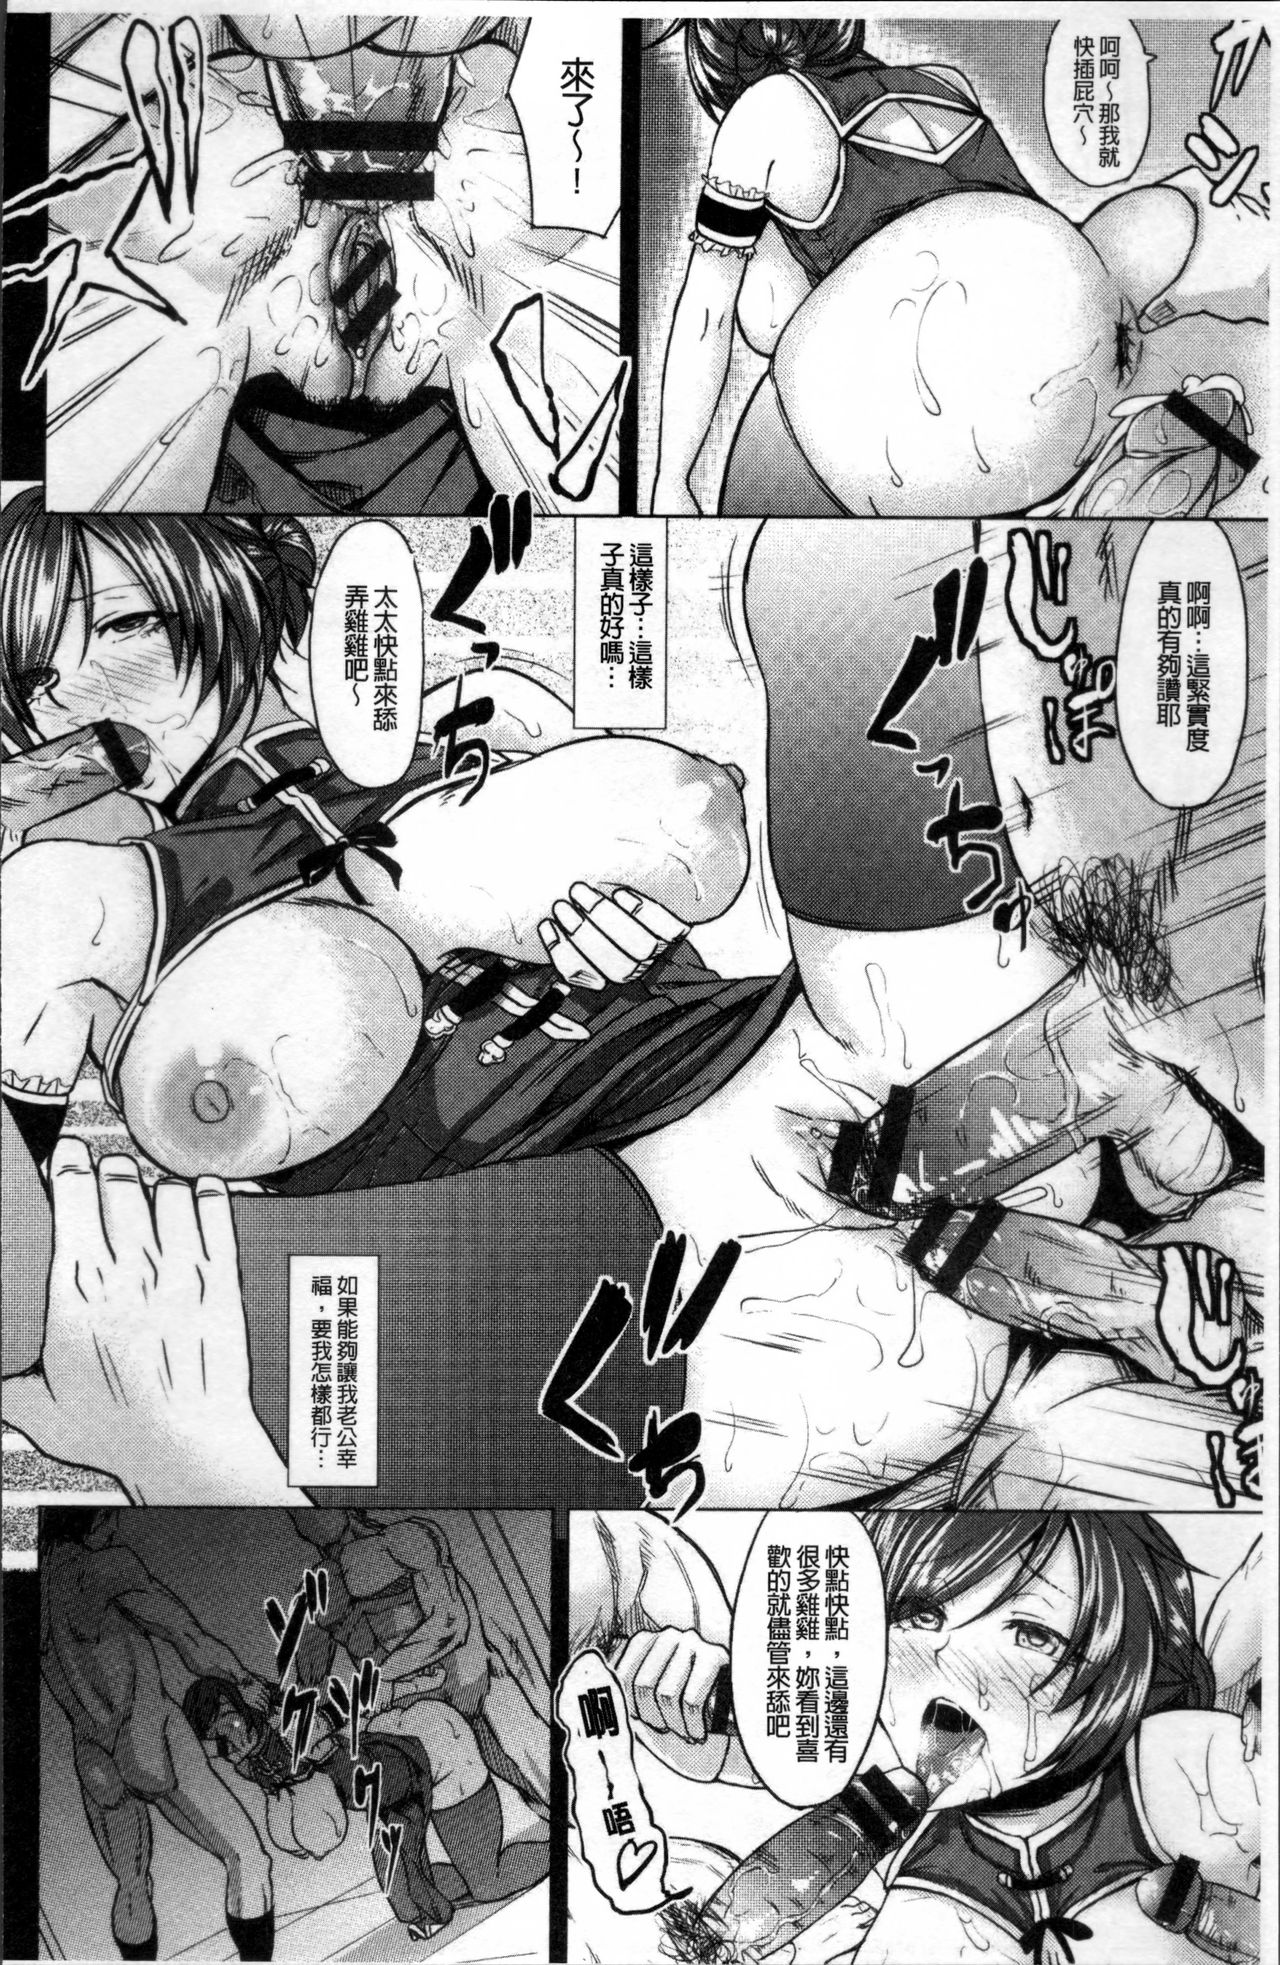 呵呵～那我就
快插屁穴～
來了～！
啊啊…這緊實度
真的有夠讚耶
這樣子…這樣
子真的好嗎…
太太快點來舔
弄雞雞吧～
如果能夠讓我老公幸
福，要我怎樣都行…
快點快點，這邊還有
很多雞雞，妳看到喜
歡的就儘管來舔吧
啊—唔♡